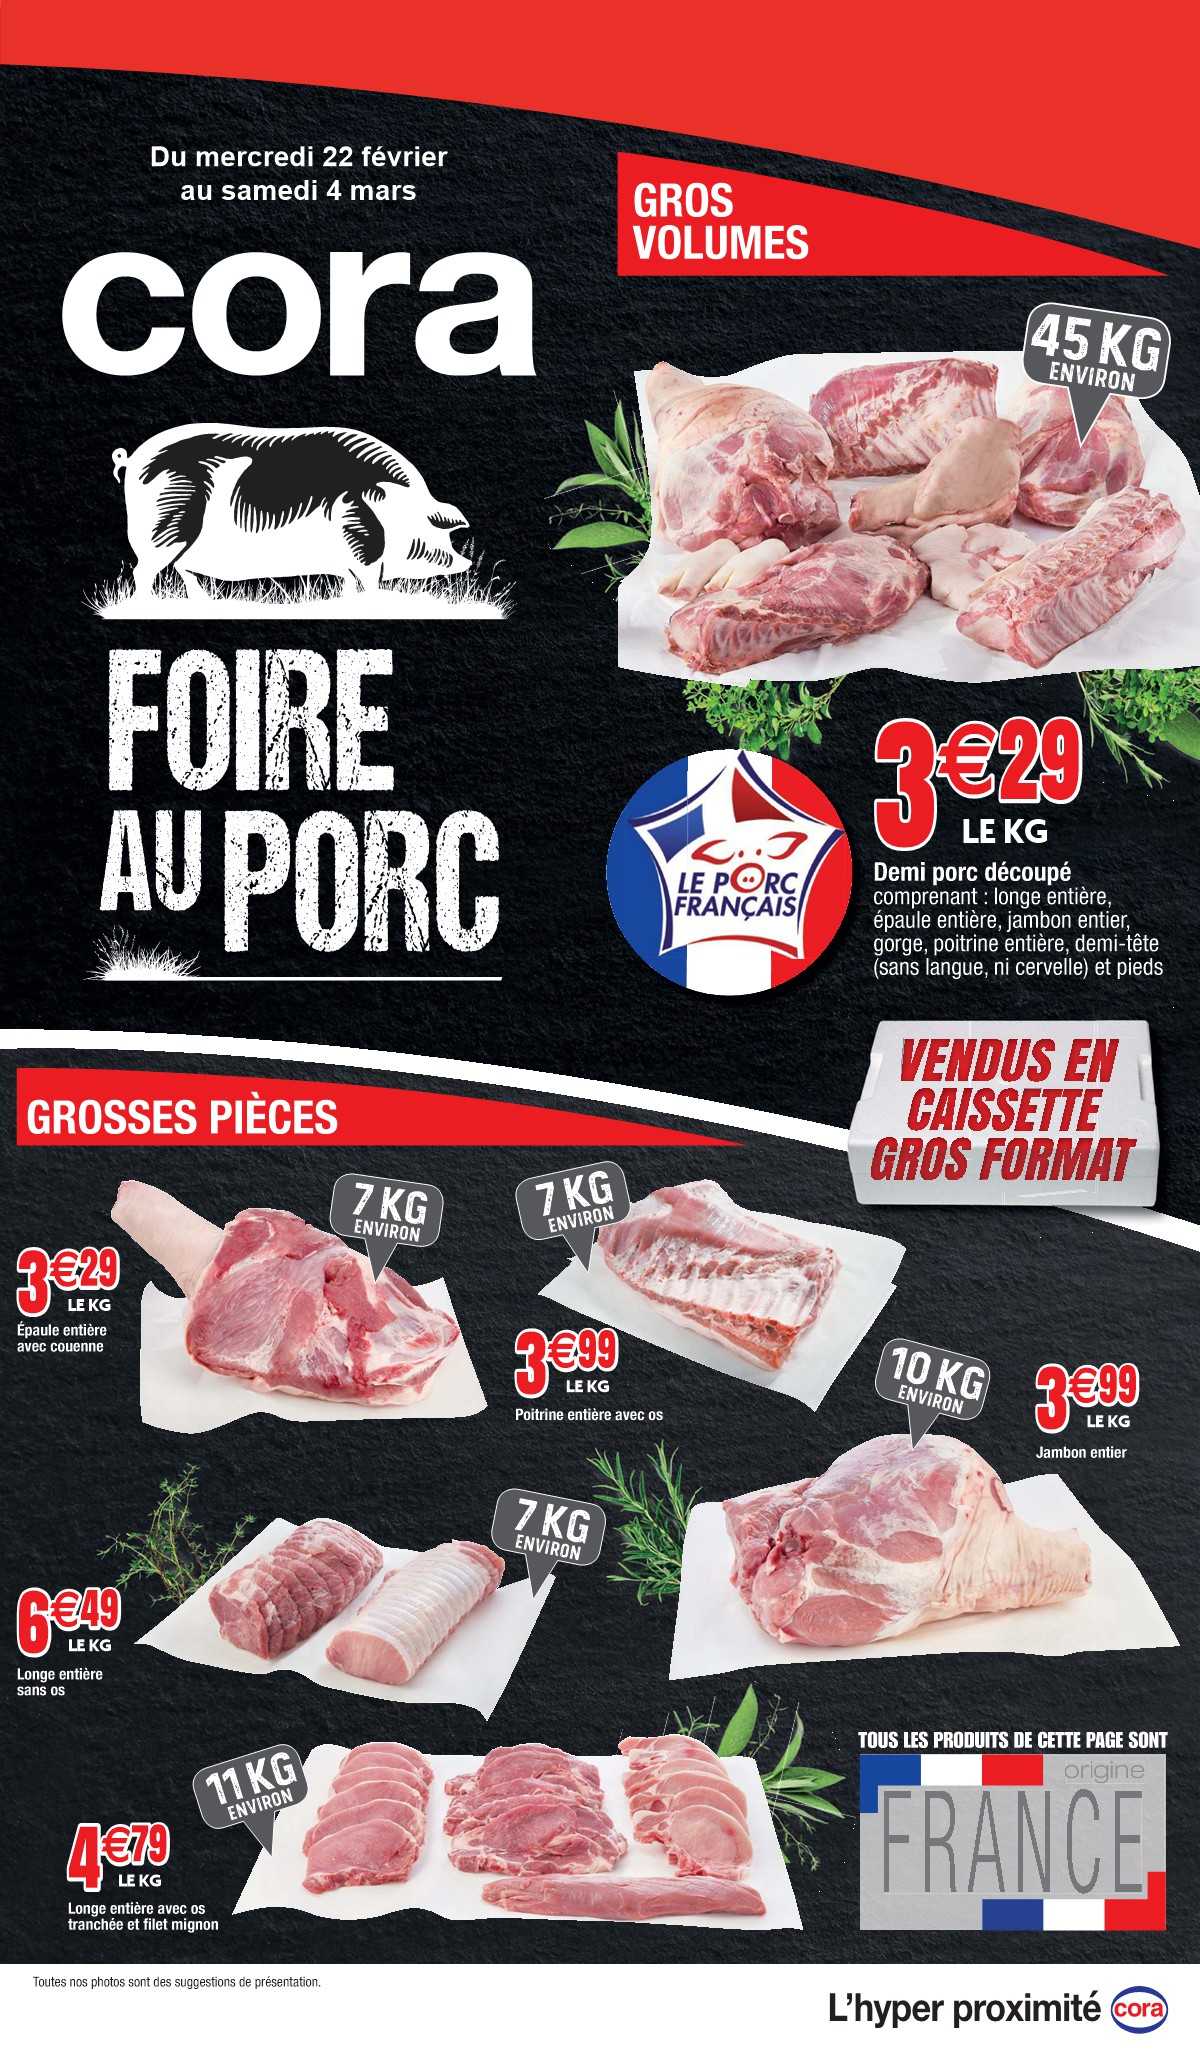 Du mercredi 22 février
au samedi 4 mars
cora
FOIRE
AU PORC
GROS
VOLUMES
45 KG
ENVIRON
LE PORC
FRANÇAIS
3€29
LE KG
Demi porc découpé
comprenant : longe entière,
épaule entière, jambon entier,
gorge, poitrine entière, demi-tête
(sans langue, ni cervelle) et pieds
VENDUS EN
CAISSETTE
GROS FORMAT
GROSSES PIÈCES
7 KG
ENVIRON
3€29
LE KG
Épaule entière
avec couenne
7 KG
ENVIRON
3€99
LE KG
Poitrine entière avec os
10 KG
ENVIRON
3€99
LE KG
Jambon entier
7 KG
ENVIRON
6€49
LE KG
Longe entière
sans os
11 KG
ENVIRON
4€79
LE KG
Longe entière avec os
tranchée et filet mignon
TOUS LES PRODUITS DE CETTE PAGE SONT
origine
FRANCE
Toutes nos photos sont des suggestions de présentation.
L'hyper proximité cora